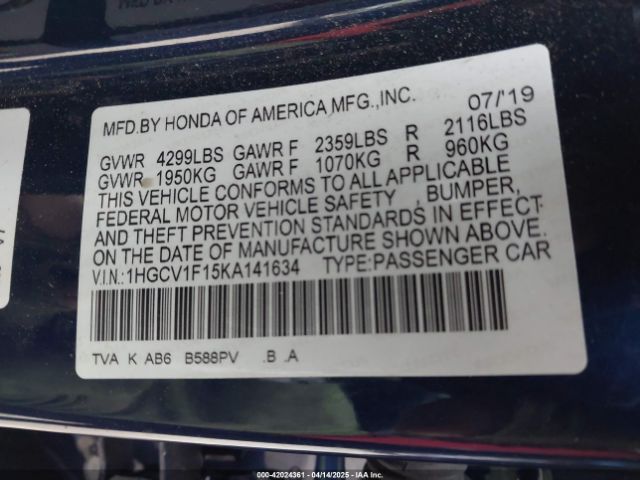 MFD.BY HONDA OF AMERICA MFG.,INC. 07/'19
GVWR 4299LBS GAWR F 2359LBS R 2116LBS
GVWR 1950KG GAWR F 1070KG R 960KG
THIS VEHICLE CONFORMS TO ALL APPLICABLE
FEDERAL MOTOR VEHICLE SAFETY , BUMPER,
AND THEFT PREVENTION STANDARDS IN EFFECT
ON THE DATE OF MANUFACTURE SHOWN ABOVE.
V.I.N.:1HGCV1F15KA141634 TYPE:PASSENGER CAR
TVA K AB6 B588PV .B .A
000-42024361 | 04/14/2025 - IAA Inc.